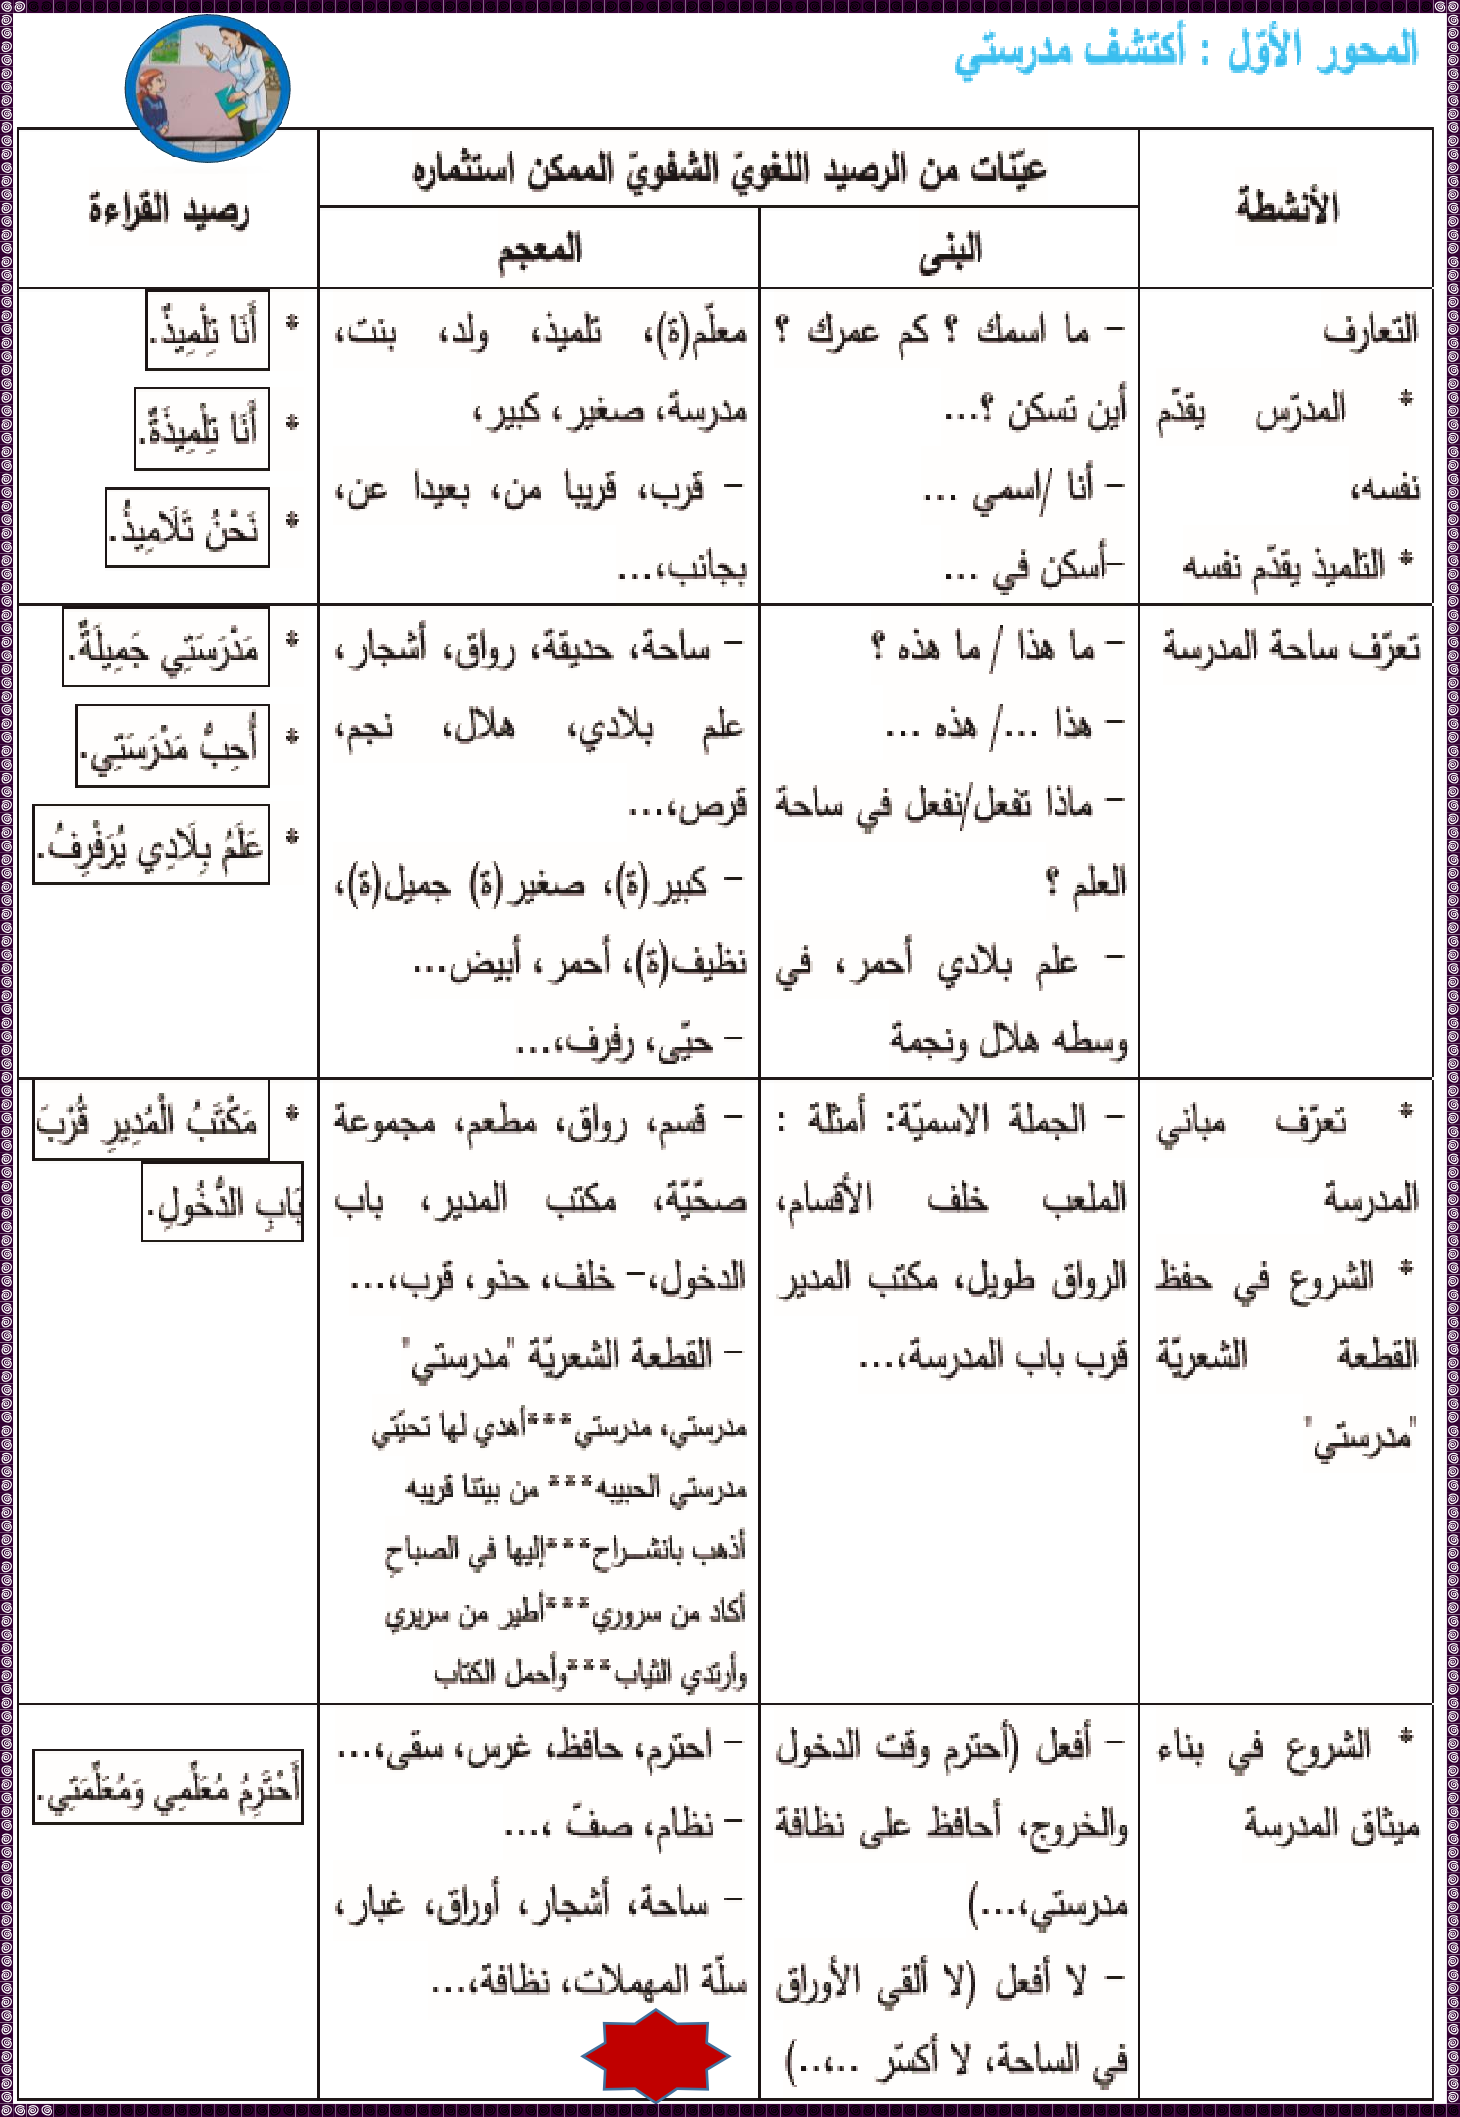 المحور الأوّل : أكتشف مدرستي
الأنشطة
عيّنات من الرصيد اللغويّ الشفويّ الممكن استثماره
رصيد القراءة
البنى
المعجم
التعارف
* المدرّس يقدّم
نفسه،
* التلميذ يقدّم نفسه
– ما اسمك ؟ كم عمرك ؟
أين تسكن ؟...
– أنا /اسمي ...
–أسكن في ...
معلّم(ة)، تلميذ، ولد، بنت،
مدرسة، صغير، كبير،
– قرب، قريبا من، بعيدا عن،
بجانب،...
* أَنَا تِلْمِيذٌ.
* أَنَا تِلْمِيذَةٌ.
* نَحْنُ تَلَامِيذُ.
تعرّف ساحة المدرسة
– ما هذا / ما هذه ؟
– هذا .../ هذه ...
– ماذا تفعل/نفعل في ساحة
العلم ؟
– علم بلادي أحمر، في
وسطه هلال ونجمة
– ساحة، حديقة، رواق، أشجار،
علم بلادي، هلال، نجم،
قرص،...
– كبير(ة)، صغير(ة) جميل(ة)،
نظيف(ة)، أحمر، أبيض...
– حيّى، رفرف،...
* مَدْرَسَتِي جَمِيلَةٌ.
* أُحِبُّ مَدْرَسَتِي.
* عَلَمُ بِلَادِي يُرَفْرِفُ.
* تعرّف مباني
المدرسة
* الشروع في حفظ
القطعة الشعريّة
"مدرستي"
– الجملة الاسميّة: أمثلة :
الملعب خلف الأقسام،
الرواق طويل، مكتب المدير
قرب باب المدرسة،...
– قسم، رواق، مطعم، مجموعة
صحّيّة، مكتب المدير، باب
الدخول،– خلف، حذو، قرب،...
– القطعة الشعريّة "مدرستي"
مدرستي، مدرستي***أهدي لها تحيّتي
مدرستي الحبيبه*** من بيتنا قريبه
أذهب بانشـــراح***إليها في الصباحِ
أكاد من سروري***أطير من سريري
وأرتدي الثياب***وأحمل الكتاب
* مَكْتَبُ الْمُدِيرِ قُرْبَ
بَابِ الدُّخُولِ.
* الشروع في بناء
ميثاق المدرسة
– أفعل (أحترم وقت الدخول
والخروج، أحافظ على نظافة
مدرستي،...)
– لا أفعل (لا ألقي الأوراق
في الساحة، لا أكسّر ..،..)
– احترم، حافظ، غرس، سقى،...
– نظام، صفّ ،...
– ساحة، أشجار، أوراق، غبار،
سلّة المهملات، نظافة،...
أَحْتَرِمُ مُعَلِّمِي وَمُعَلِّمَتِي.